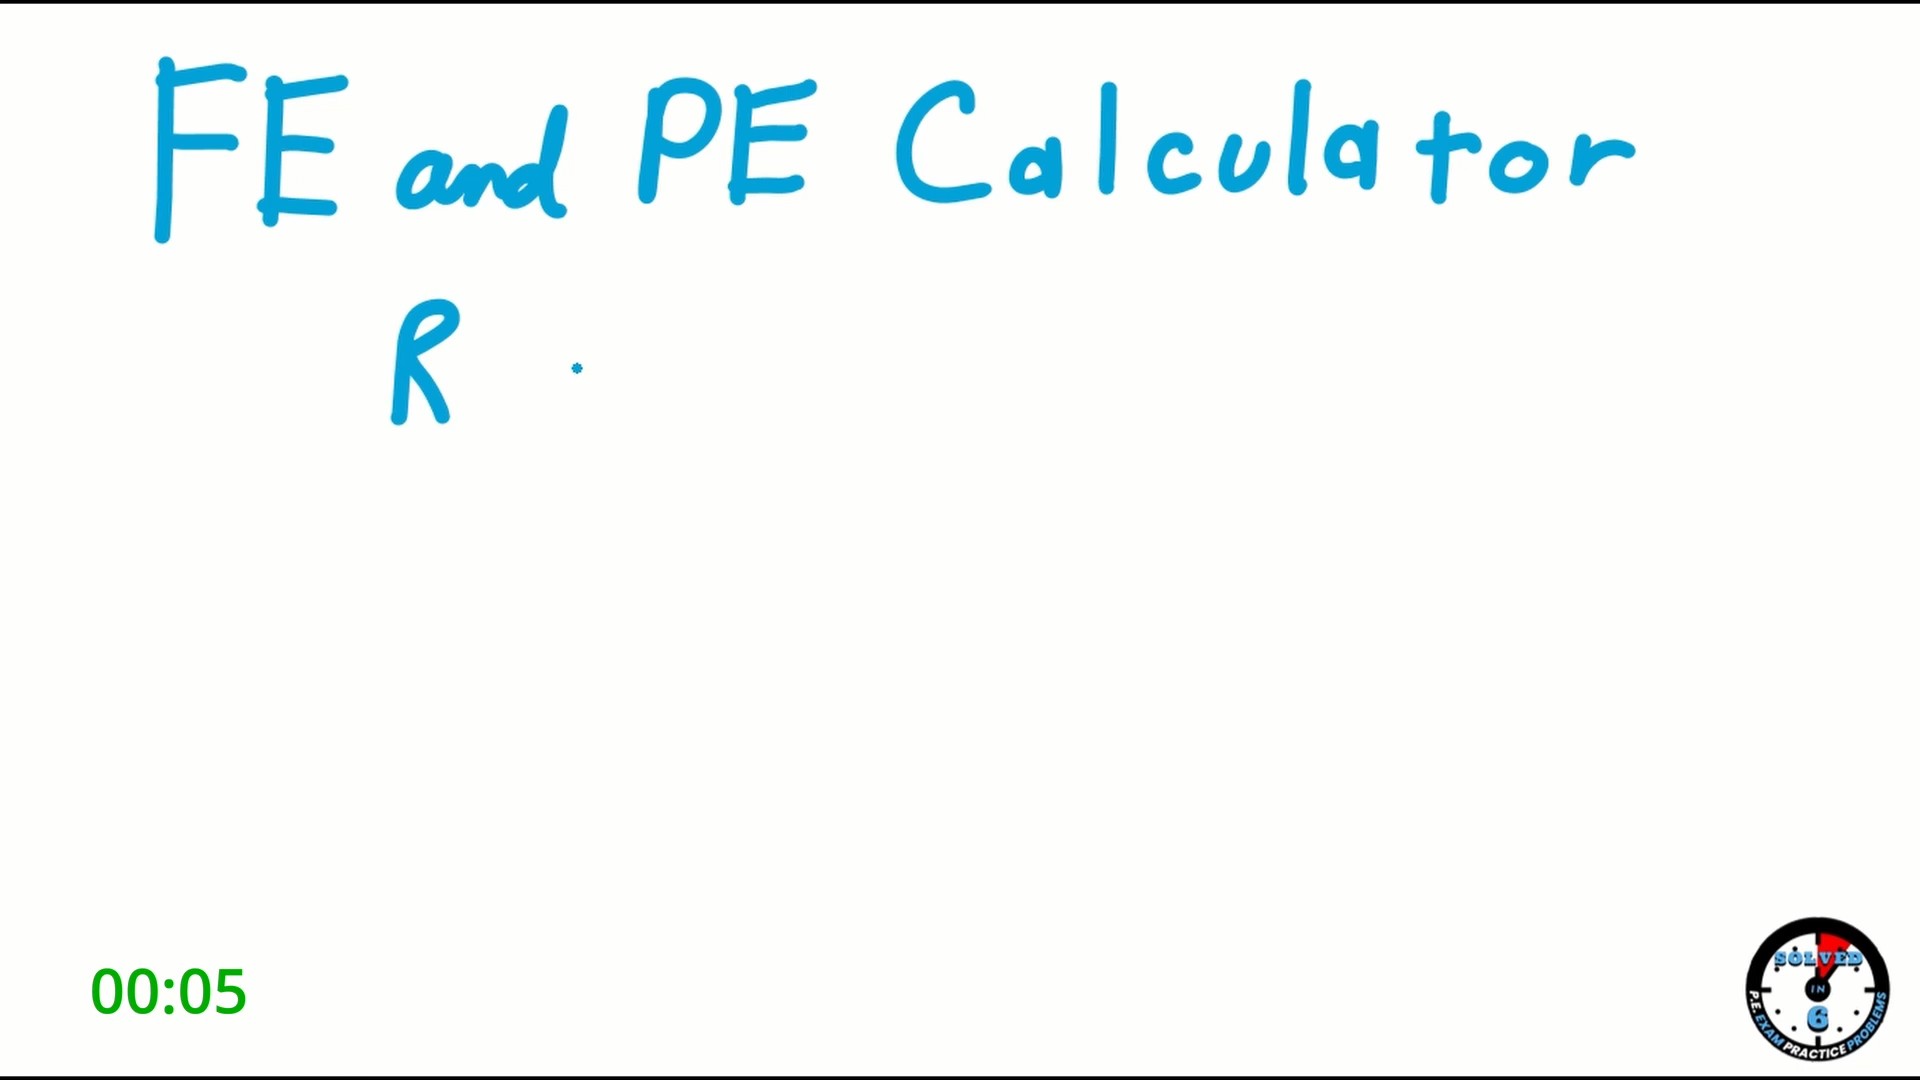 FE and PE Calculator
R
00:05
SOLVED
IN
6
P.E. EXAM PRACTICE PROBLEMS